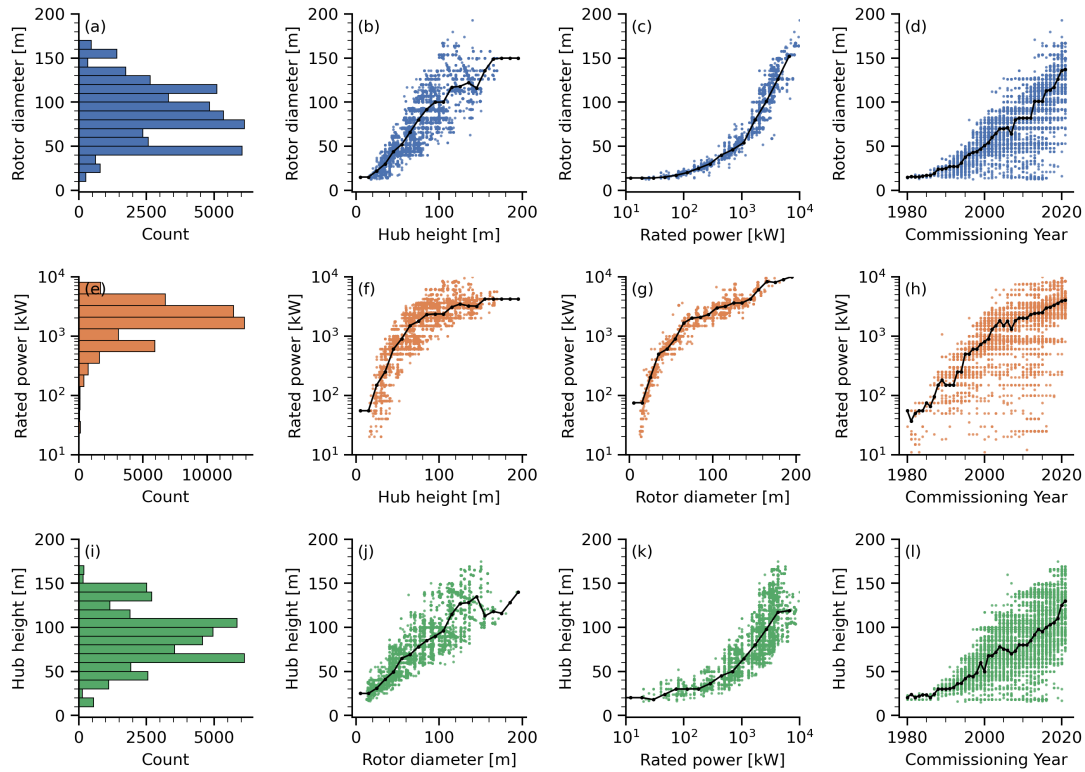 (a)
Rotor diameter [m]
200
150
100
50
0
0 2500 5000
Count
(b)
Rotor diameter [m]
200
150
100
50
0
0 100 200
Hub height [m]
(c)
Rotor diameter [m]
200
150
100
50
0
10¹ 10² 10³ 10⁴
Rated power [kW]
(d)
Rotor diameter [m]
200
150
100
50
0
1980 2000 2020
Commissioning Year
(e)
Rated power [kW]
10⁴
10³
10²
10¹
0 5000 10000
Count
(f)
Rated power [kW]
10⁴
10³
10²
10¹
0 100 200
Hub height [m]
(g)
Rated power [kW]
10⁴
10³
10²
10¹
0 100 200
Rotor diameter [m]
(h)
Rated power [kW]
10⁴
10³
10²
10¹
1980 2000 2020
Commissioning Year
(i)
Hub height [m]
200
150
100
50
0
0 2500 5000
Count
(j)
Hub height [m]
200
150
100
50
0
0 100 200
Rotor diameter [m]
(k)
Hub height [m]
200
150
100
50
0
10¹ 10² 10³ 10⁴
Rated power [kW]
(l)
Hub height [m]
200
150
100
50
0
1980 2000 2020
Commissioning Year